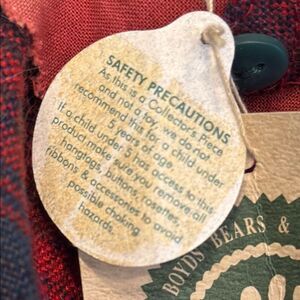 SAFETY PRECAUTIONS
As this is a Collector's Piece
and not a toy, we do not
recommend this for a child under
5 years of age.
If a child under 5 has access to this
product make sure you remove all
hangtags, buttons, rosettes,
ribbons & accessories to avoid
possible choking
hazards.
BOYDS BEARS &